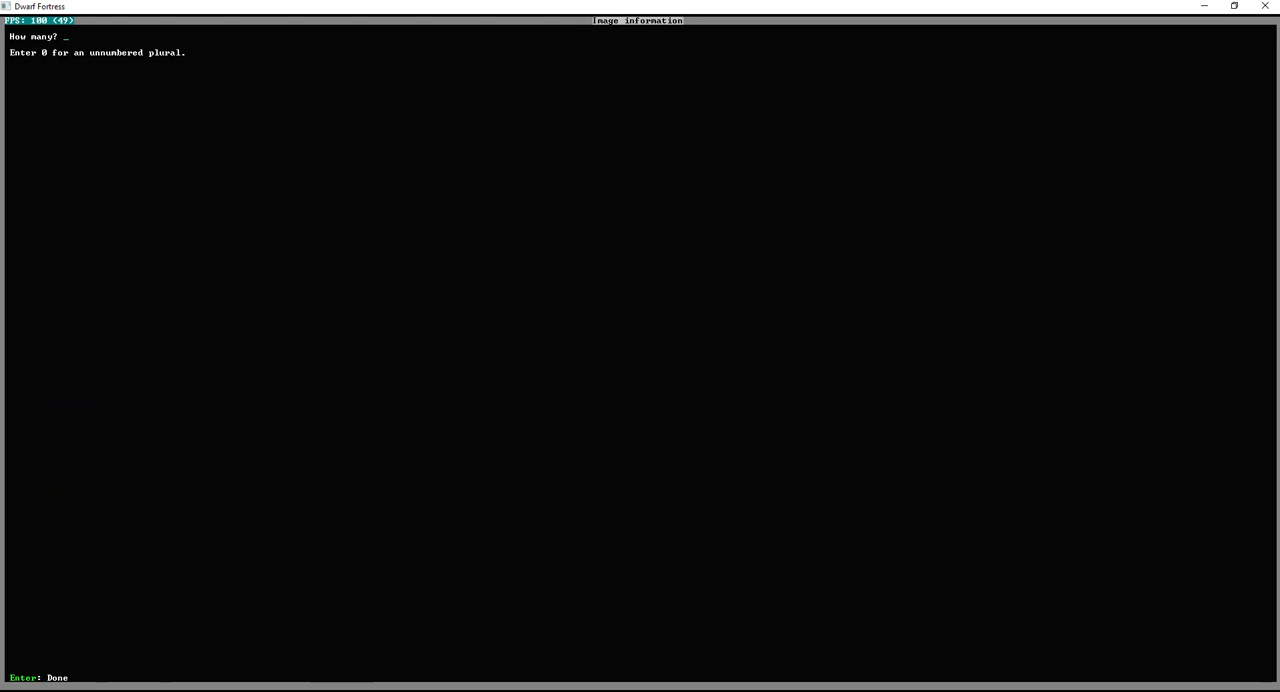 Dwarf Fortress
FPS: 100 (49)
Image information
How many? _
Enter 0 for an unnumbered plural.
Enter: Done